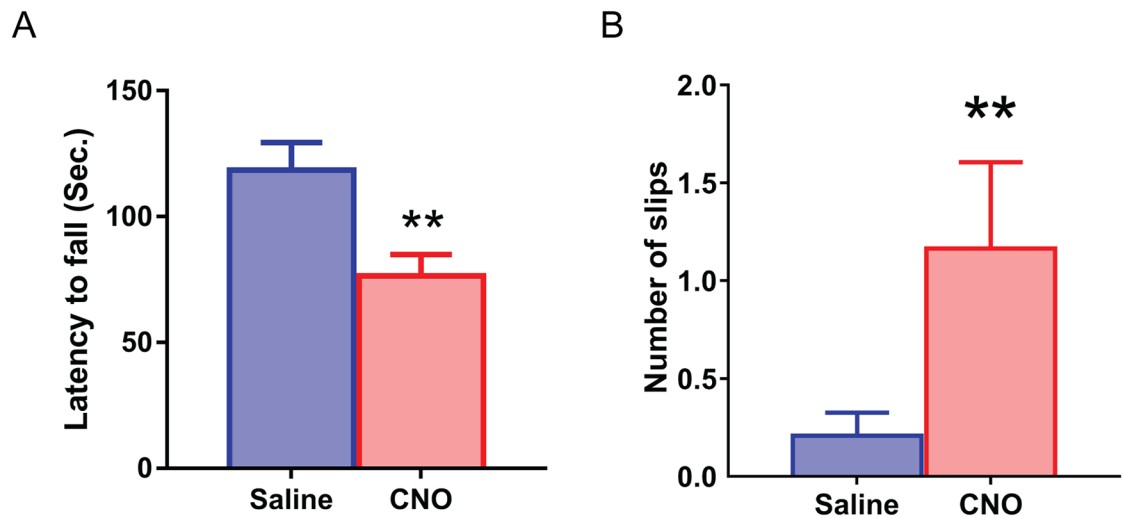 A
Latency to fall (Sec.)
150
100
50
0
**
Saline CNO
B
Number of slips
2.0
1.5
1.0
0.5
0.0
**
Saline CNO